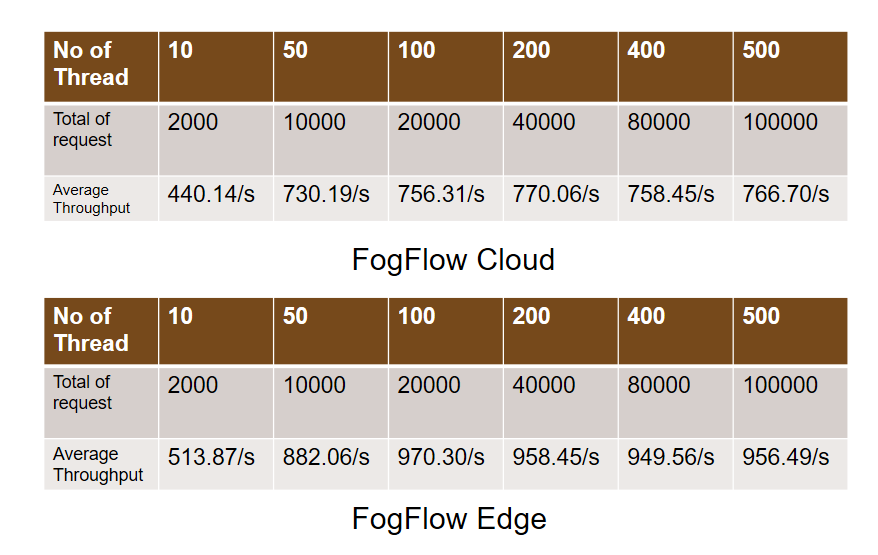 No of Thread 10 50 100 200 400 500
Total of request 2000 10000 20000 40000 80000 100000
Average Throughput 440.14/s 730.19/s 756.31/s 770.06/s 758.45/s 766.70/s
FogFlow Cloud
No of Thread 10 50 100 200 400 500
Total of request 2000 10000 20000 40000 80000 100000
Average Throughput 513.87/s 882.06/s 970.30/s 958.45/s 949.56/s 956.49/s
FogFlow Edge